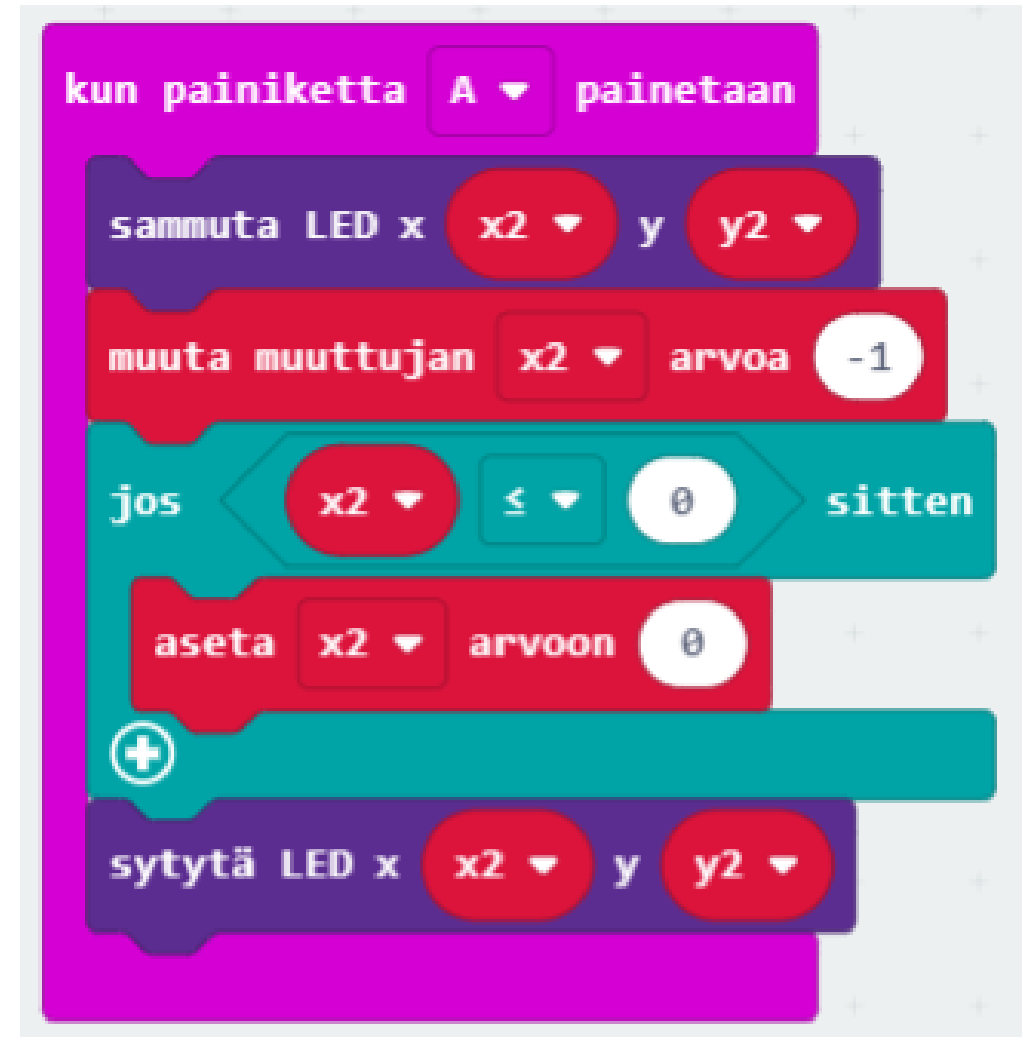 kun painiketta A painetaan
sammuta LED x x2 y y2
muuta muuttujan x2 arvoa -1
jos x2 ≤ 0 sitten
aseta x2 arvoon 0
sytytä LED x x2 y y2